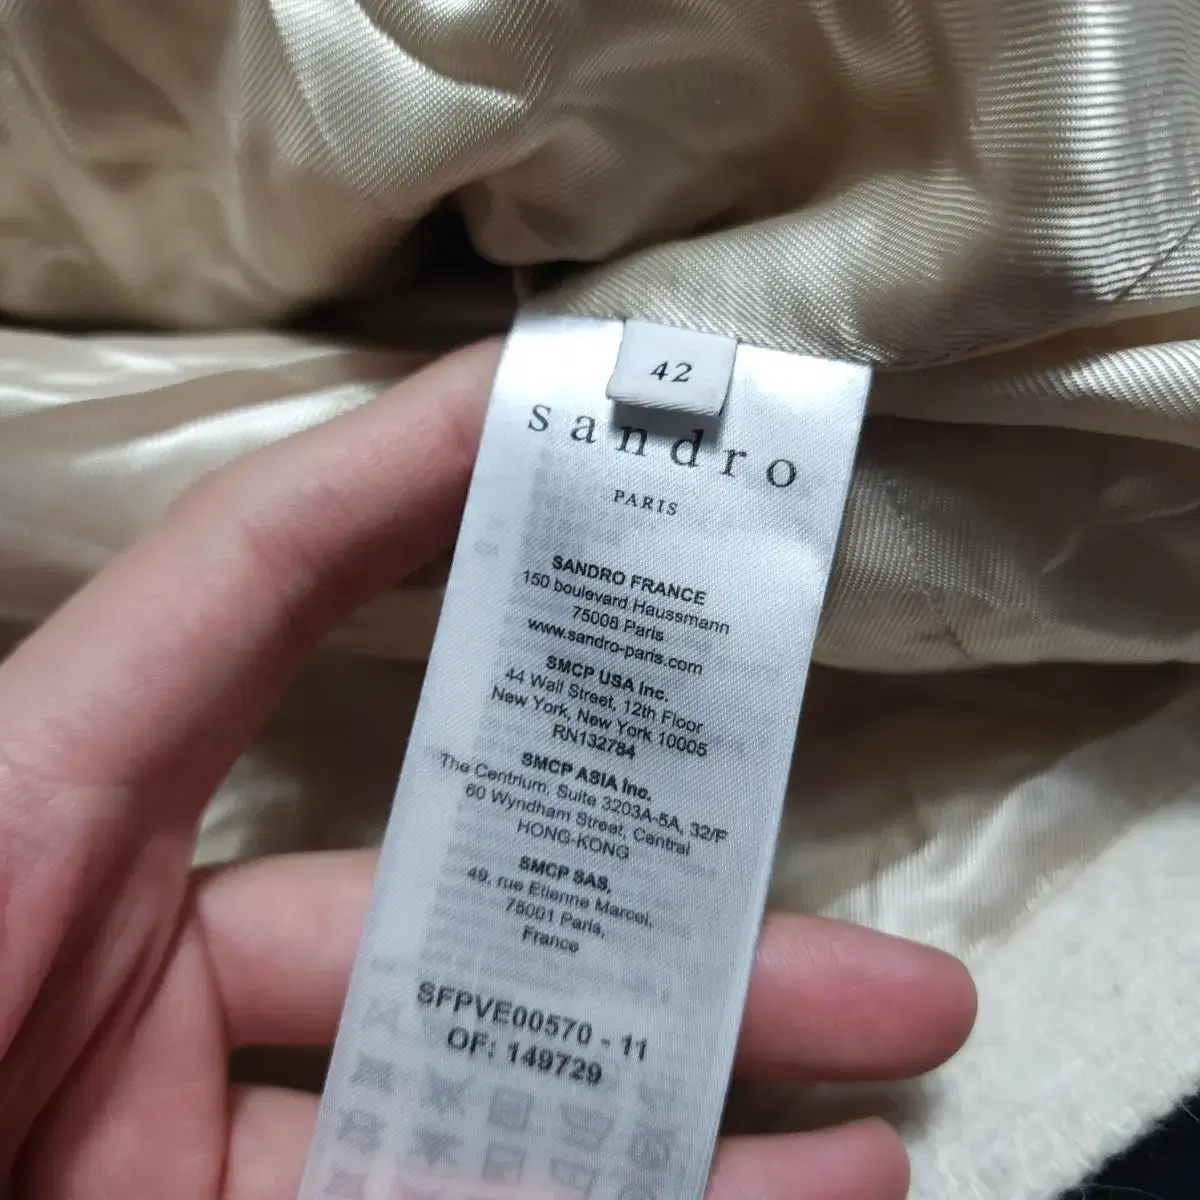 42
sandro
PARIS
SANDRO FRANCE
150 boulevard Haussmann
75008 Paris
www.sandro-paris.com
SMCP USA Inc.
44 Wall Street, 12th Floor
New York, New York 10005
RN132784
SMCP ASIA Inc.
The Centrium, Suite 3203A-5A, 32/F
60 Wyndham Street, Central
HONG-KONG
SMCP SAS,
49, rue Etienne Marcel,
75001 Paris,
France
SFPVE00570 - 11
OF: 149729